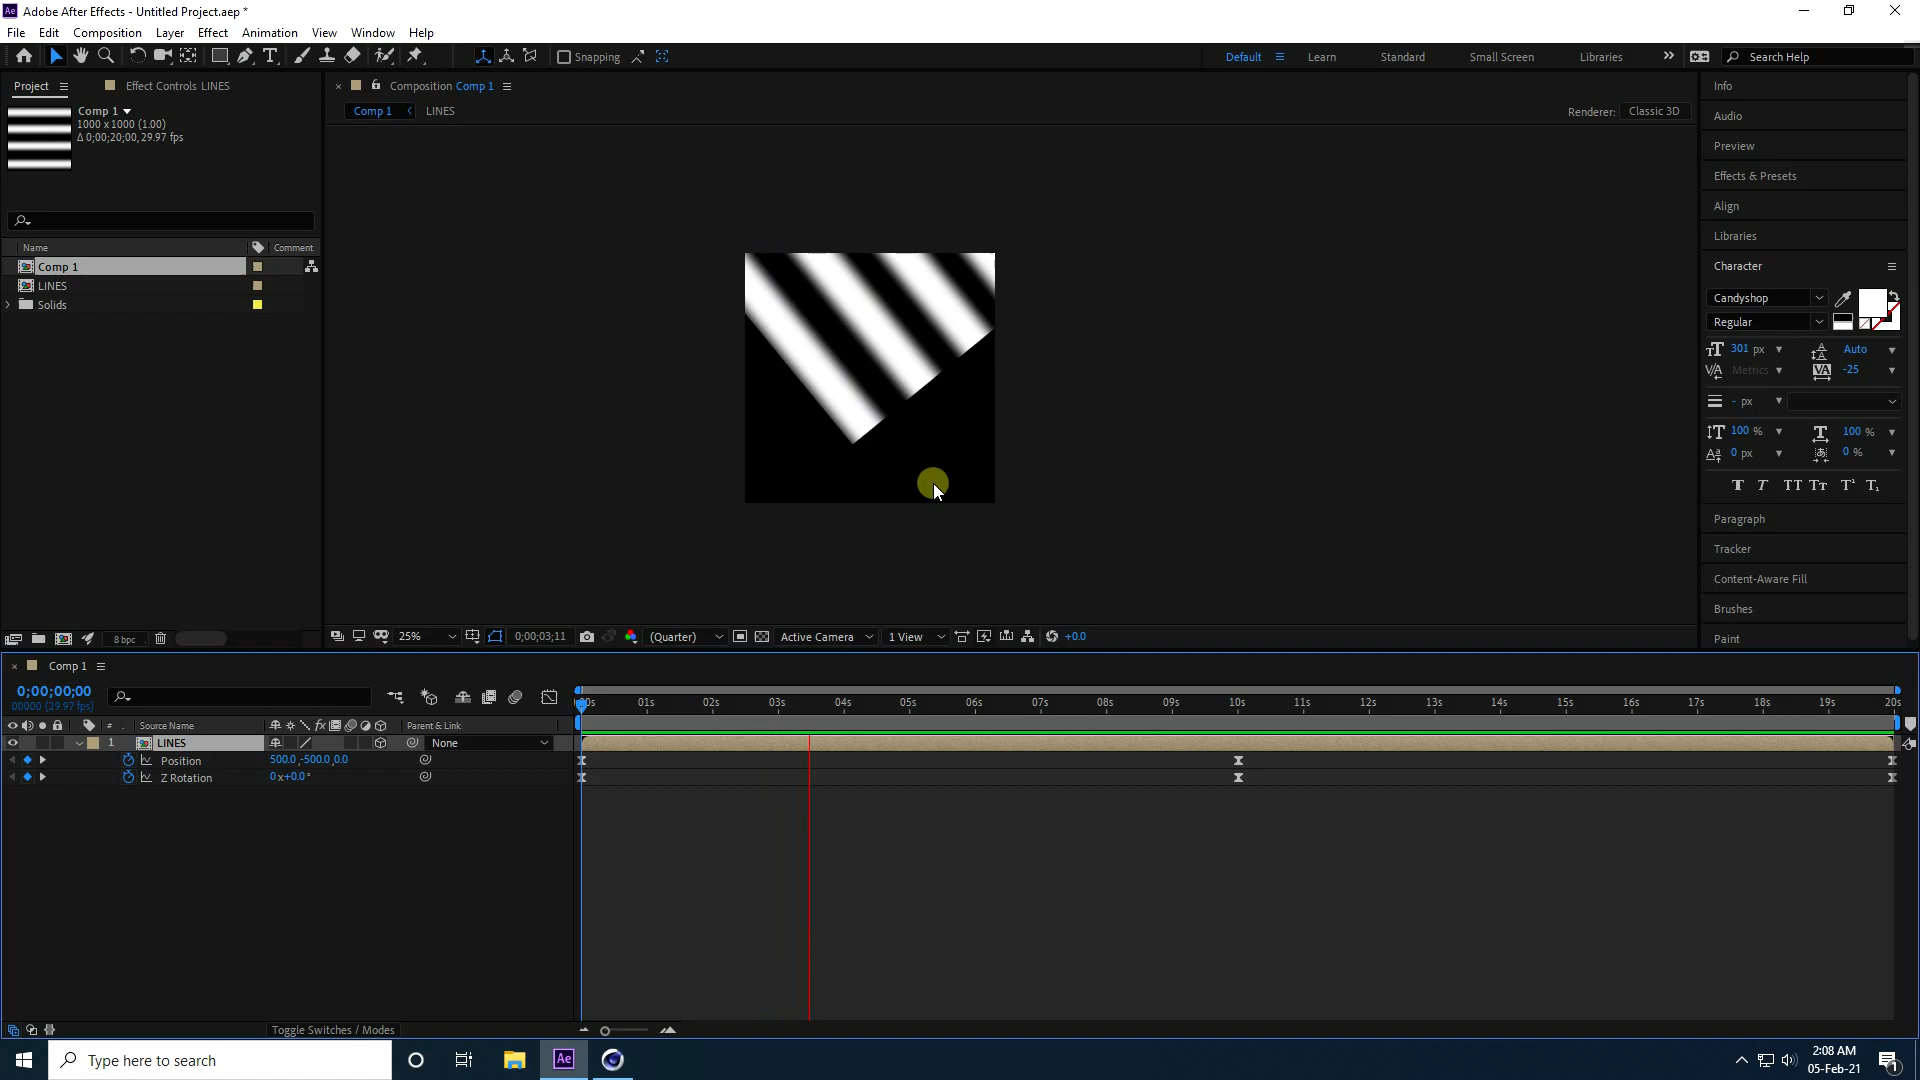 Adobe After Effects - Untitled Project.aep *
File Edit Composition Layer Effect Animation View Window Help
Snapping
Default Learn Standard Small Screen Libraries Search Help
Project Effect Controls LINES
Comp 1
1000 x 1000 (1.00)
Δ 0;00;20;00, 29.97 fps
Name Comment
Comp 1
LINES
Solids
8 bpc
Composition Comp 1
Comp 1 LINES
Renderer: Classic 3D
25% 0;00;03;11 (Quarter) Active Camera 1 View +0.0
Info
Audio
Preview
Effects & Presets
Align
Libraries
Character
Candyshop
Regular
301 px Auto
Metrics -25
- px
100 % 100 %
0 px 0 %
Paragraph
Tracker
Content-Aware Fill
Brushes
Paint
Comp 1
0;00;00;00
00000 (29.97 fps)
01s 02s 03s 04s 05s 06s 07s 08s 09s 10s 11s 12s 13s 14s 15s 16s 17s 18s 19s 20s
# Source Name Parent & Link
1 LINES None
Position 500.0,-500.0,0.0
Z Rotation 0x+0.0°
Toggle Switches / Modes
Type here to search
Ae
2:08 AM
05-Feb-21
1